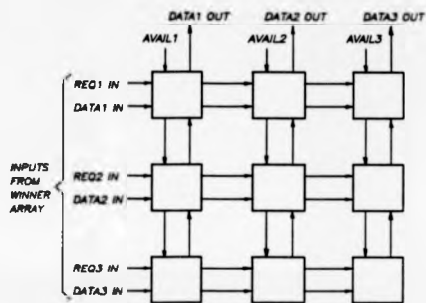 DATA1 OUT DATA2 OUT DATA3 OUT
AVAIL1 AVAIL2 AVAIL3
REQ1 IN
DATA1 IN
INPUTS
FROM
WINNER
ARRAY
REQ2 IN
DATA2 IN
REQ3 IN
DATA3 IN